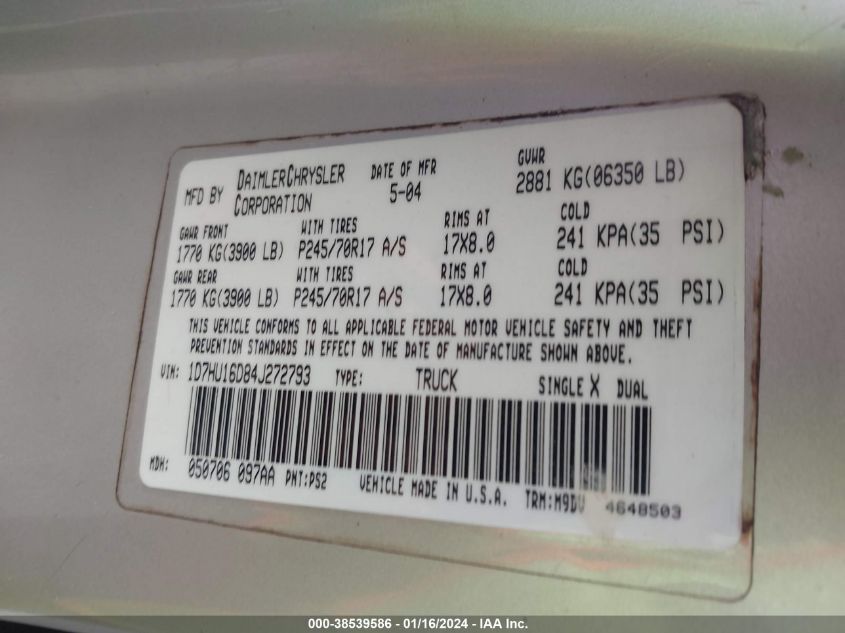 MFD BY DAIMLERCHRYSLER CORPORATION
DATE OF MFR 5-04
GVWR 2881 KG(06350 LB)
GAWR FRONT WITH TIRES RIMS AT COLD
1770 KG(3900 LB) P245/70R17 A/S 17X8.0 241 KPA(35 PSI)
GAWR REAR WITH TIRES RIMS AT COLD
1770 KG(3900 LB) P245/70R17 A/S 17X8.0 241 KPA(35 PSI)
THIS VEHICLE CONFORMS TO ALL APPLICABLE FEDERAL MOTOR VEHICLE SAFETY AND THEFT
PREVENTION STANDARDS IN EFFECT ON THE DATE OF MANUFACTURE SHOWN ABOVE.
VIN: 1D7HU16D84J272793 TYPE: TRUCK SINGLE X DUAL
MDH: 050706 097AA PNT:PS2 VEHICLE MADE IN U.S.A. TRM:M9DV 4648503
000-38539586 - 01/16/2024 - IAA Inc.